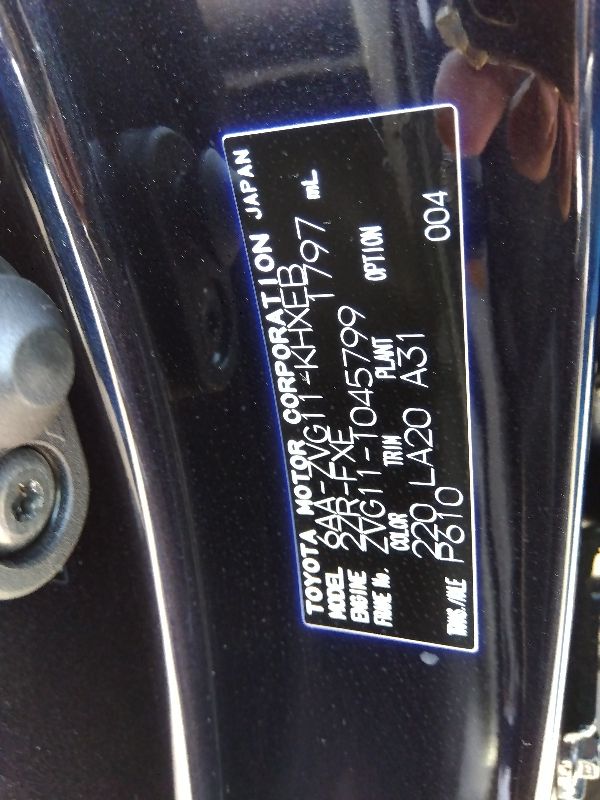 TOYOTA MOTOR CORPORATION JAPAN
MODEL 6AA-ZVG11-KHXEB
ENGINE 2ZR-FXE 1797 mL
FRAME No. ZVG11-1045799
COLOR TRIM PLANT OPTION
220 LA20 A31 004
TRANS./AXLE P610